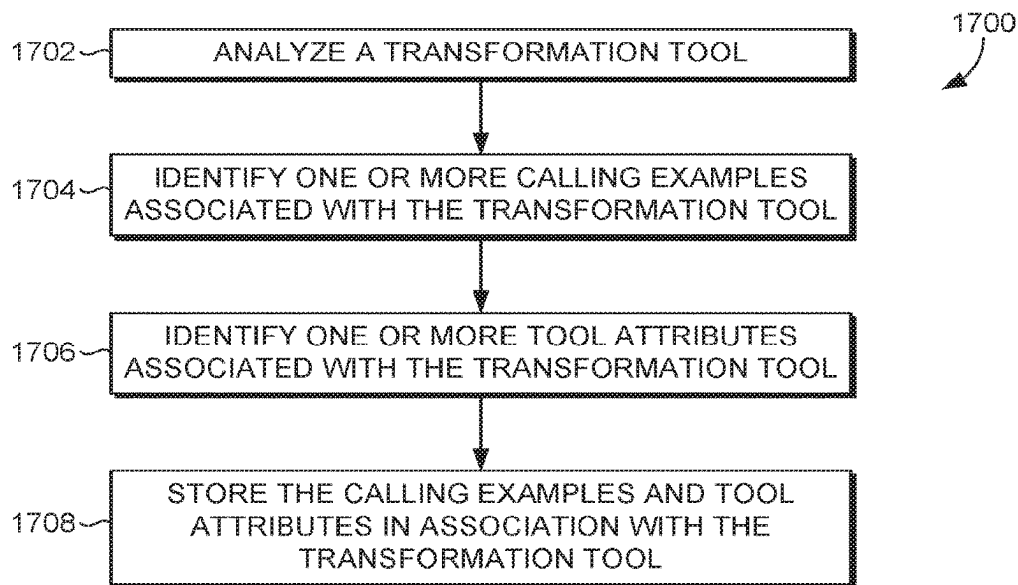 1700
1702
ANALYZE A TRANSFORMATION TOOL
1704
IDENTIFY ONE OR MORE CALLING EXAMPLES
ASSOCIATED WITH THE TRANSFORMATION TOOL
1706
IDENTIFY ONE OR MORE TOOL ATTRIBUTES
ASSOCIATED WITH THE TRANSFORMATION TOOL
1708
STORE THE CALLING EXAMPLES AND TOOL
ATTRIBUTES IN ASSOCIATION WITH THE
TRANSFORMATION TOOL